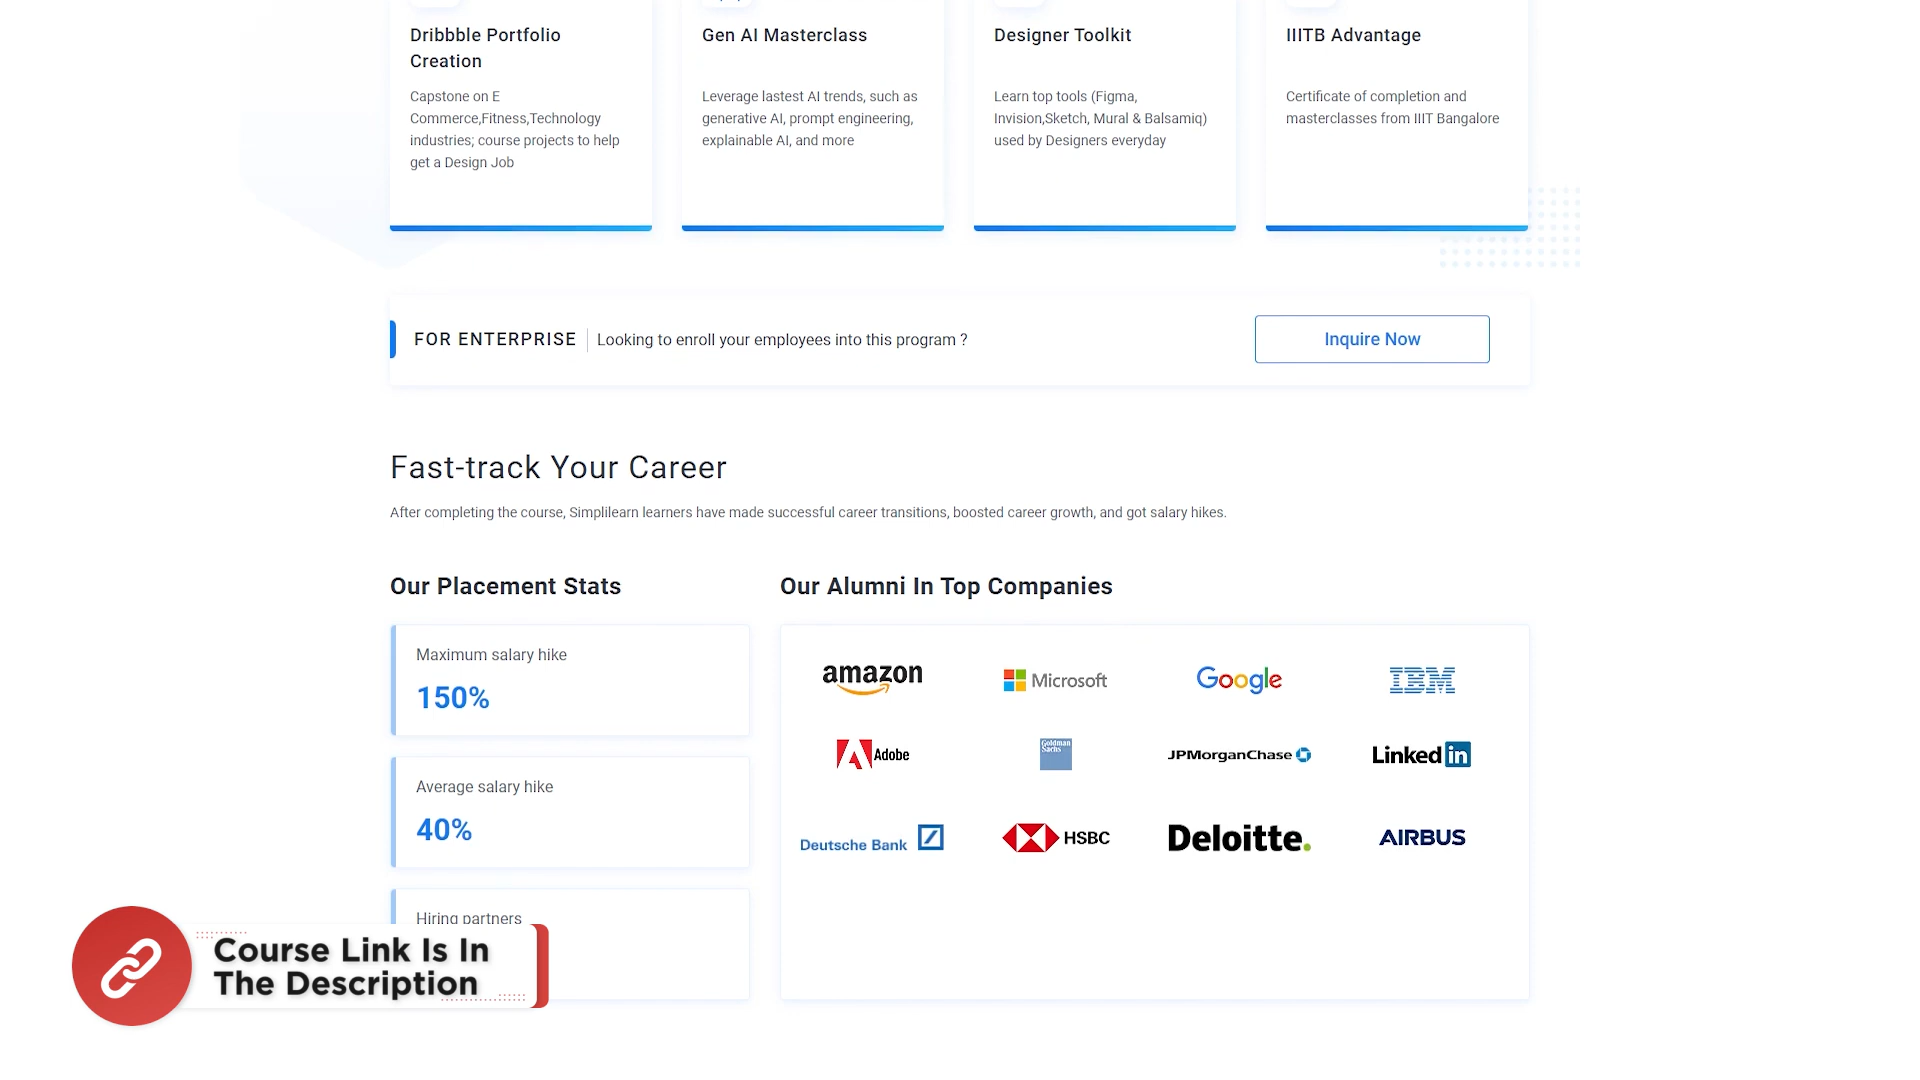 Dribbble Portfolio
Creation
Capstone on E
Commerce,Fitness,Technology
industries; course projects to help
get a Design Job
Gen AI Masterclass
Leverage lastest AI trends, such as
generative AI, prompt engineering,
explainable AI, and more
Designer Toolkit
Learn top tools (Figma,
Invision,Sketch, Mural & Balsamiq)
used by Designers everyday
IIITB Advantage
Certificate of completion and
masterclasses from IIIT Bangalore
FOR ENTERPRISE
Looking to enroll your employees into this program ?
Inquire Now
Fast-track Your Career
After completing the course, Simplilearn learners have made successful career transitions, boosted career growth, and got salary hikes.
Our Placement Stats
Maximum salary hike
150%
Average salary hike
40%
Hiring partners
Our Alumni In Top Companies
amazon
Microsoft
Google
IBM
Adobe
Goldman
Sachs
JPMorganChase
Linked in
Deutsche Bank
HSBC
Deloitte.
AIRBUS
Course Link Is In
The Description